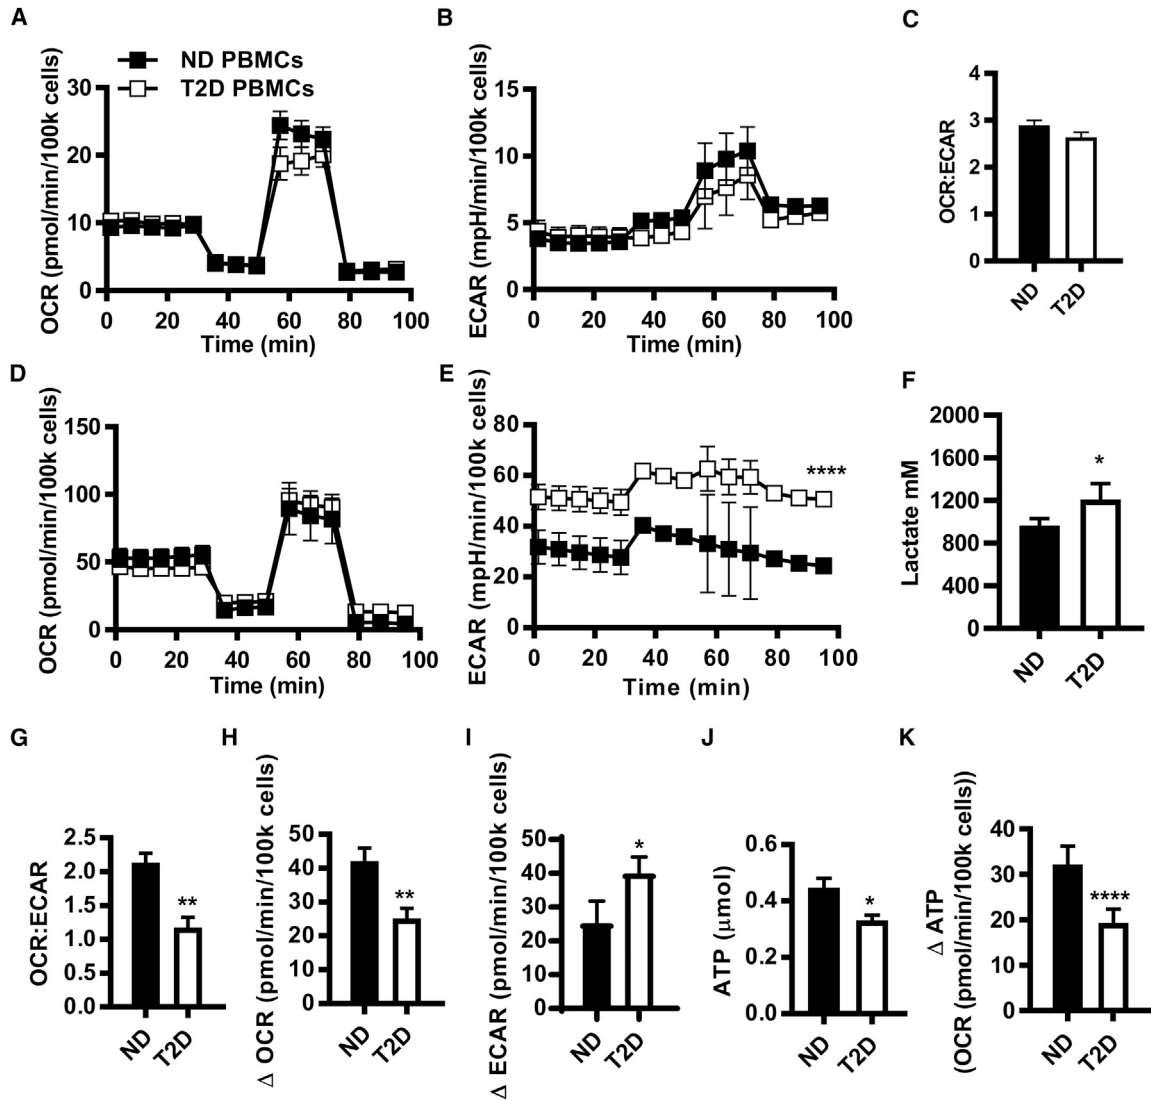 A
OCR (pmol/min/100k cells)
ND PBMCs
T2D PBMCs
30
20
10
0
0 20 40 60 80 100
Time (min)
B
ECAR (mpH/min/100k cells)
15
10
5
0
0 20 40 60 80 100
Time (min)
C
OCR:ECAR
4
3
2
1
0
ND T2D
D
OCR (pmol/min/100k cells)
150
100
50
0
0 20 40 60 80 100
Time (min)
E
ECAR (mpH/min/100k cells)
80
60
40
20
0
****
0 20 40 60 80 100
Time (min)
F
Lactate mM
2000
1600
1200
800
400
0
*
ND T2D
G
OCR:ECAR
2.5
2.0
1.5
1.0
0.5
0.0
**
ND T2D
H
Δ OCR (pmol/min/100k cells)
50
40
30
20
10
0
**
ND T2D
I
Δ ECAR (pmol/min/100k cells)
50
40
30
20
10
0
*
ND T2D
J
ATP (μmol)
0.6
0.4
0.2
0.0
*
ND T2D
K
Δ ATP
(OCR (pmol/min/100k cells))
40
30
20
10
0
****
ND T2D